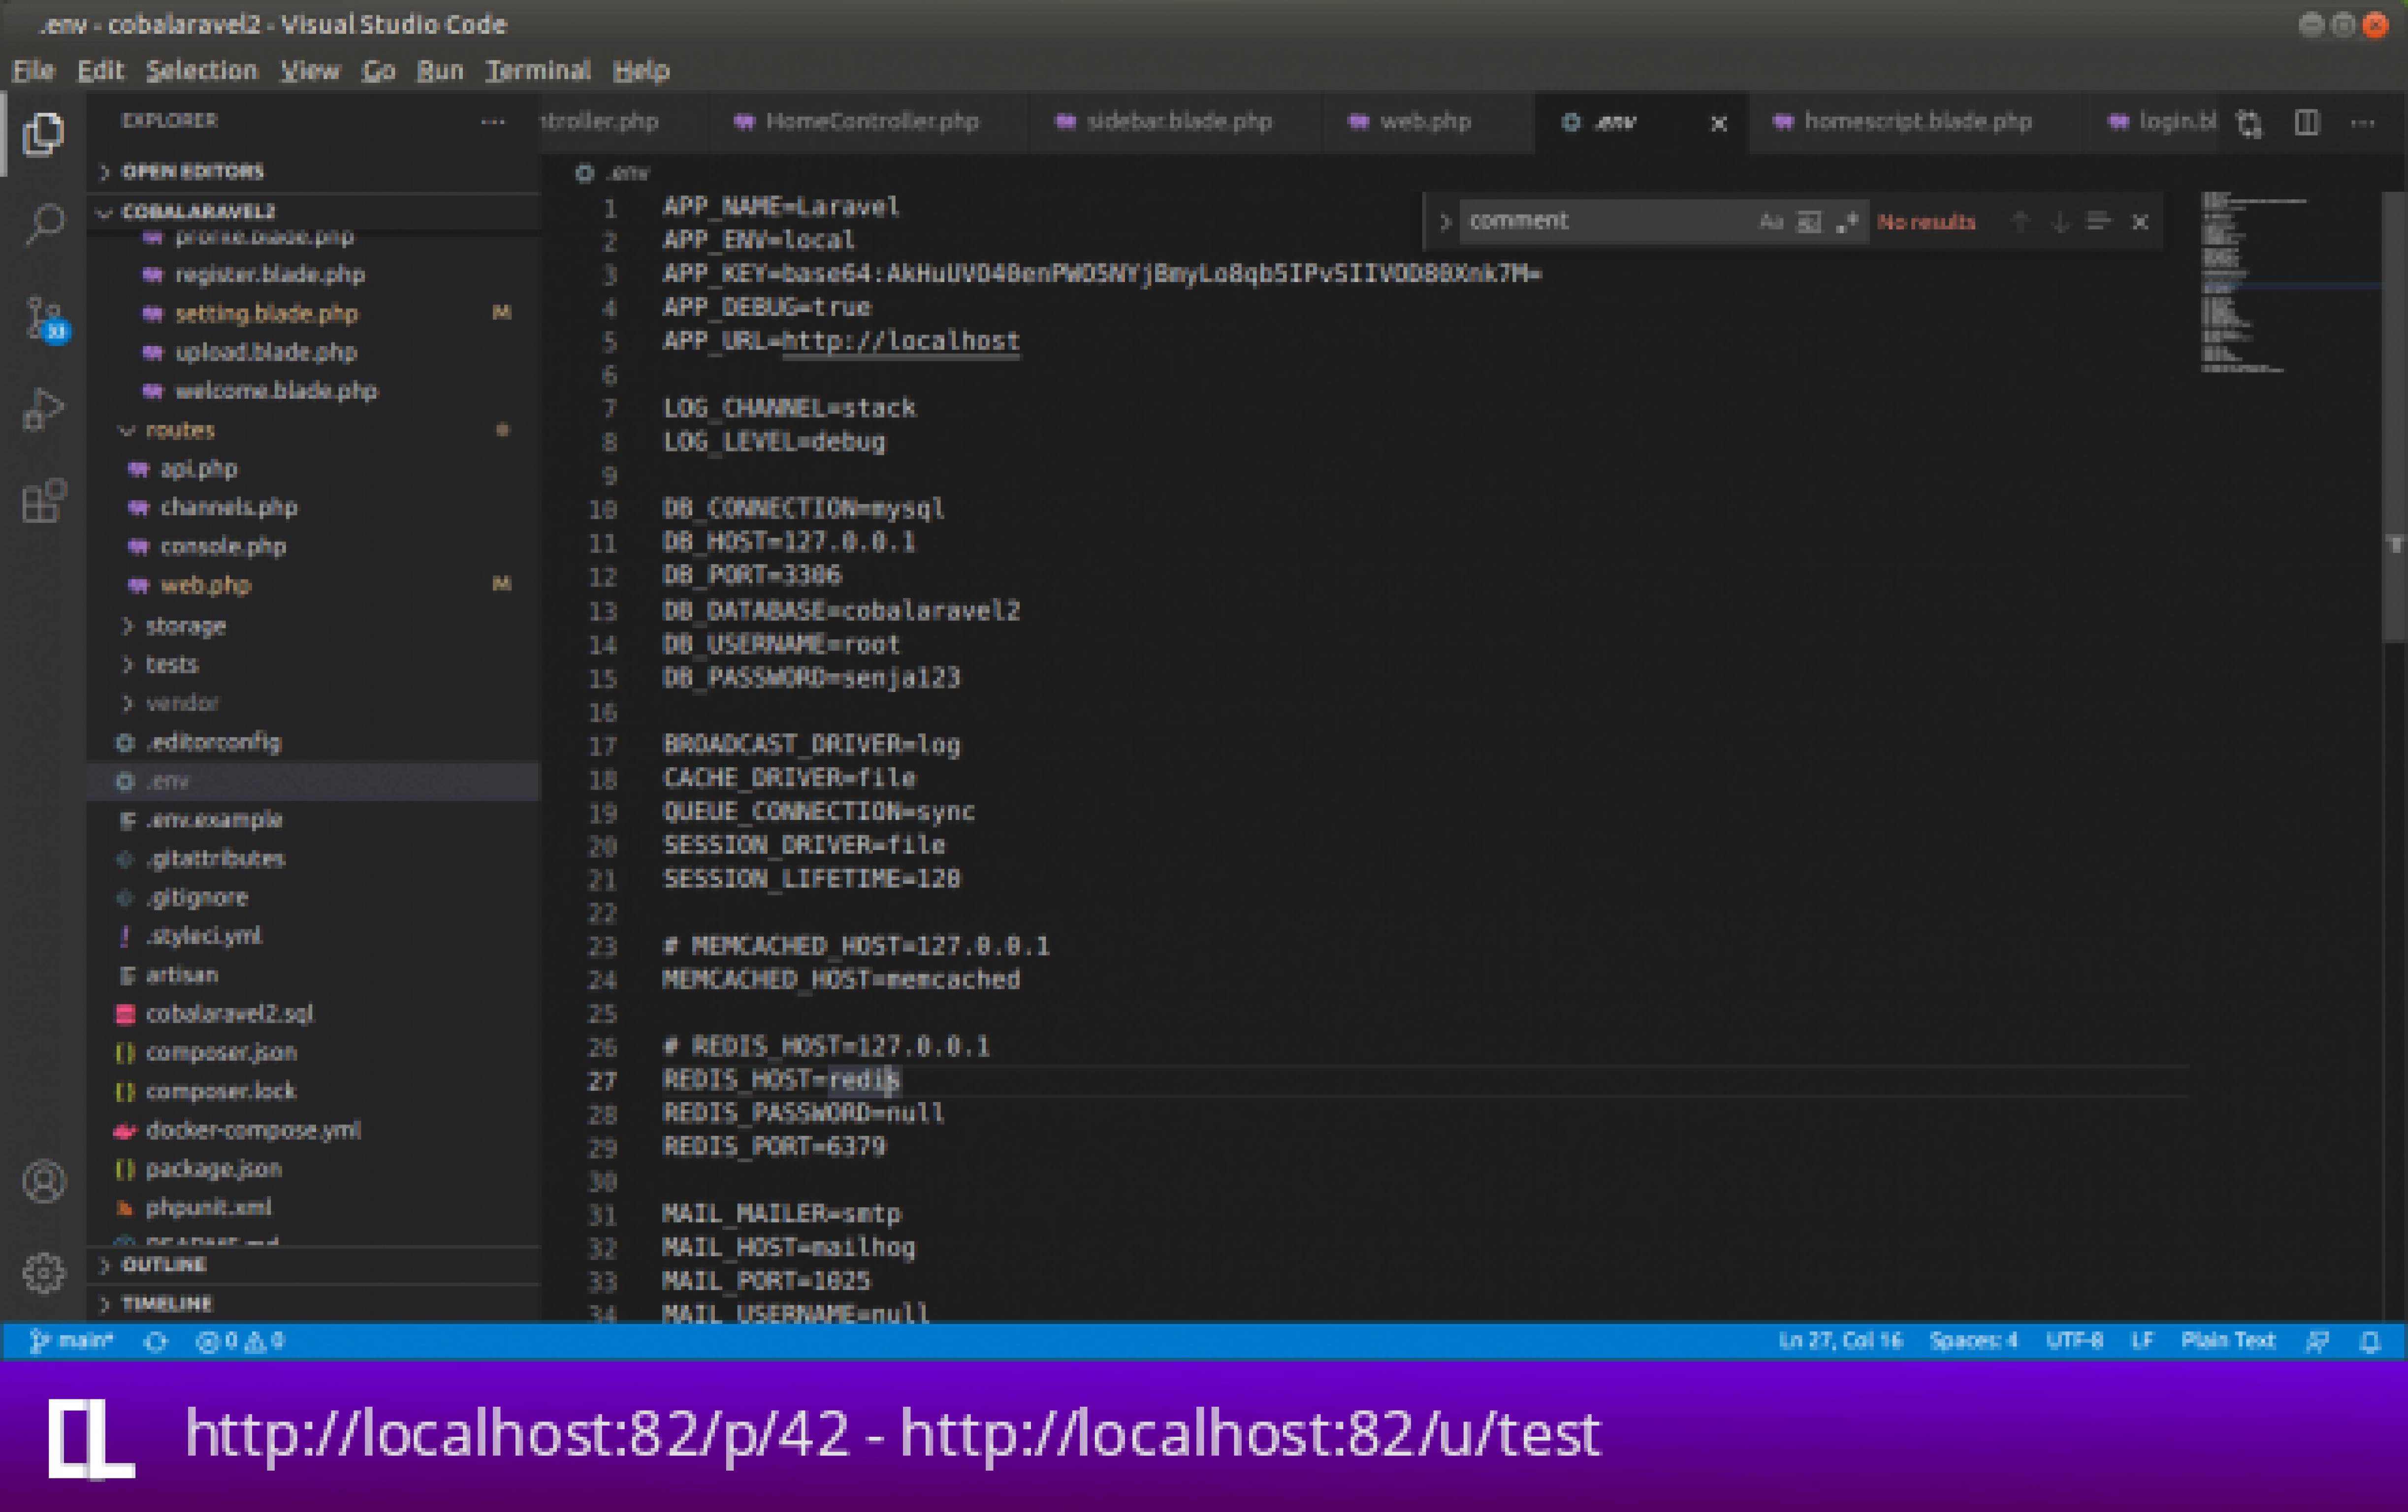 .env - cobalaravel2 - Visual Studio Code
File Edit Selection View Go Run Terminal Help
EXPLORER
OPEN EDITORS
COBALARAVEL2
profile.blade.php
register.blade.php
setting.blade.php M
upload.blade.php
welcome.blade.php
routes
api.php
channels.php
console.php
web.php M
storage
tests
vendor
.editorconfig
.env
.env.example
.gitattributes
.gitignore
.styleci.yml
artisan
cobalaravel2.sql
composer.json
composer.lock
docker-compose.yml
package.json
phpunit.xml
README.md
OUTLINE
TIMELINE
ntroller.php HomeController.php sidebar.blade.php web.php .env homescript.blade.php login.bl
.env
comment Aa No results
1 APP_NAME=Laravel
2 APP_ENV=local
3 
4 APP_DEBUG=true
5 APP_URL=http://localhost
6
7 LOG_CHANNEL=stack
8 LOG_LEVEL=debug
9
10 DB_CONNECTION=mysql
11 DB_HOST=127.0.0.1
12 DB_PORT=3306
13 DB_DATABASE=cobalaravel2
14 DB_USERNAME=root
15 DB_PASSWORD=senja123
16
17 BROADCAST_DRIVER=log
18 CACHE_DRIVER=file
19 QUEUE_CONNECTION=sync
20 SESSION_DRIVER=file
21 SESSION_LIFETIME=120
22
23 # MEMCACHED_HOST=127.0.0.1
24 MEMCACHED_HOST=memcached
25
26 # REDIS_HOST=127.0.0.1
27 REDIS_HOST=redis
28 REDIS_PASSWORD=null
29 REDIS_PORT=6379
30
31 MAIL_MAILER=smtp
32 MAIL_HOST=mailhog
33 MAIL_PORT=1025
34 MAIL_USERNAME=null
main* 0 0 Ln 27, Col 16 Spaces: 4 UTF-8 LF Plain Text
http://localhost:82/p/42 - http://localhost:82/u/test